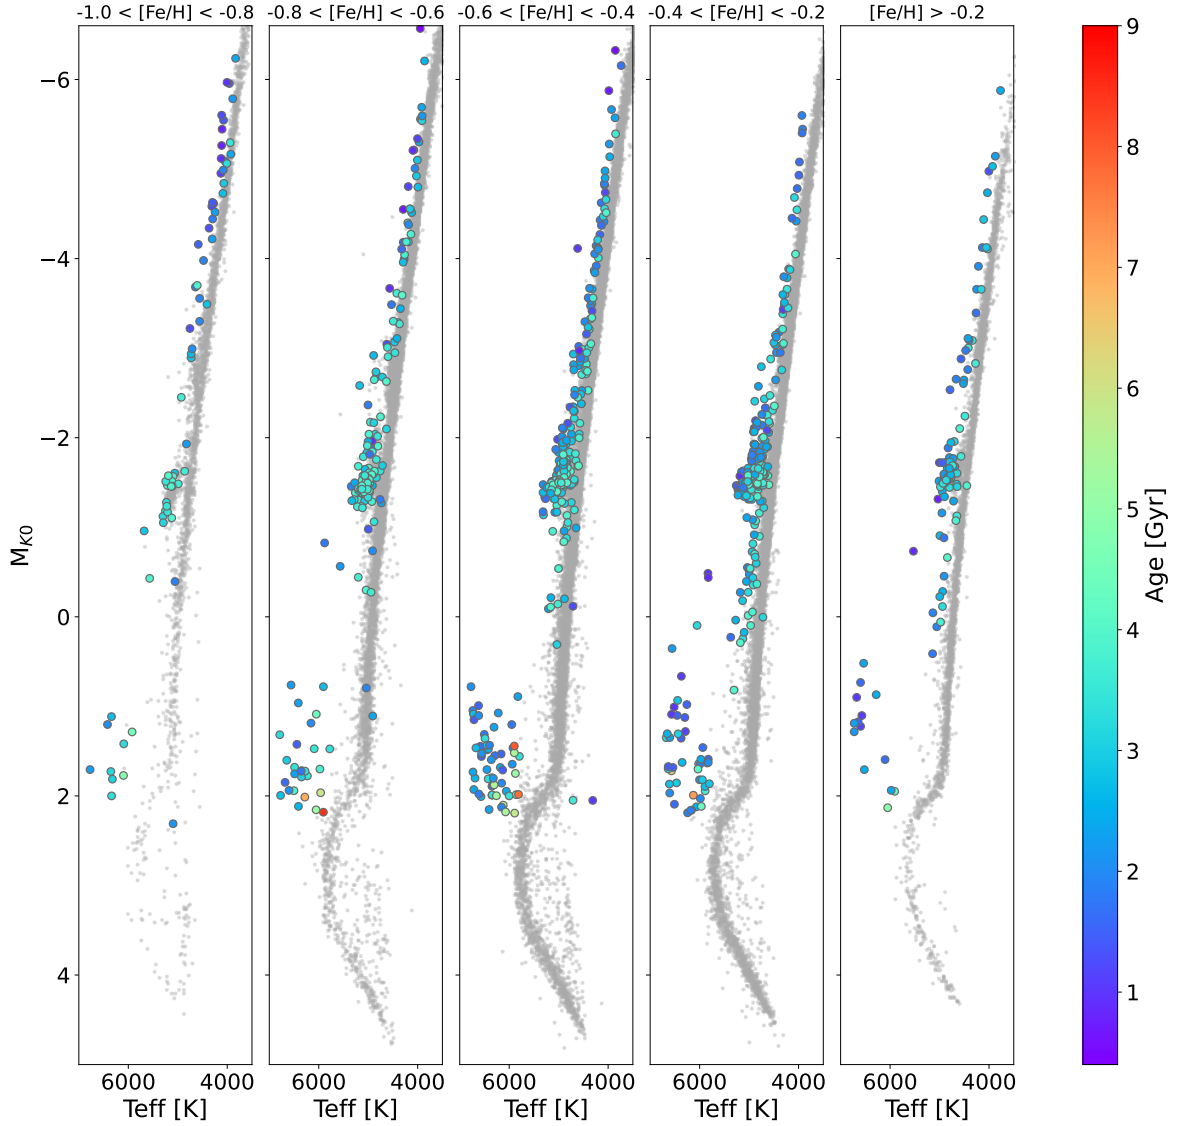 -1.0 < [Fe/H] < -0.8
-0.8 < [Fe/H] < -0.6
-0.6 < [Fe/H] < -0.4
-0.4 < [Fe/H] < -0.2
[Fe/H] > -0.2
−6
−4
−2
0
2
4
M_{K0}
6000 4000
6000 4000
6000 4000
6000 4000
6000 4000
Teff [K]
Teff [K]
Teff [K]
Teff [K]
Teff [K]
9
8
7
6
5
4
3
2
1
Age [Gyr]